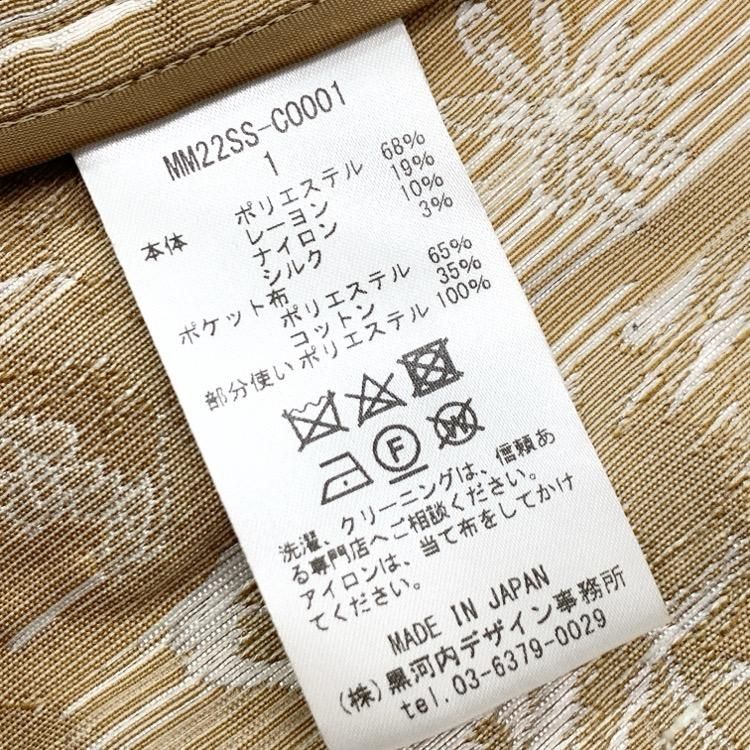 MM22SS-C0001
1
本体 ポリエステル 68%
レーヨン 19%
ナイロン 10%
シルク 3%
ポケット布
ポリエステル 65%
コットン 35%
部分使い ポリエステル 100%
F
W
洗濯、クリーニングは、信頼あ
る専門店へご相談ください。
アイロンは、当て布をしてかけ
てください。
MADE IN JAPAN
(株)黒河内デザイン事務所
tel.03-6379-0029